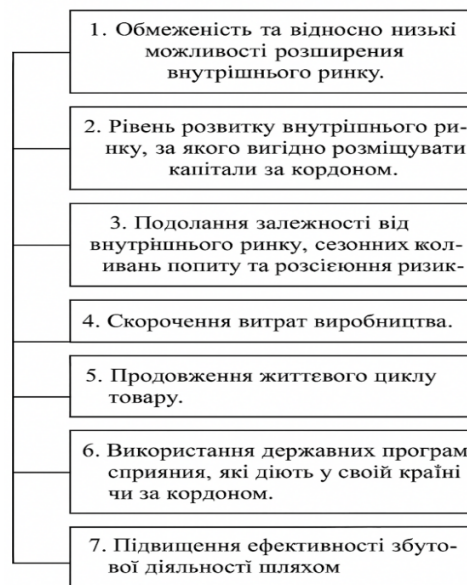 1. Обмеженість та відносно низькі
можливості розширення
внутрішнього ринку.
2. Рівень розвитку внутрішнього ри-
нку, за якого вигідно розміщувати
капітали за кордоном.
3. Подолання залежності від
внутрішнього ринку, сезонних кол-
ивань попиту та розсіюння ризик-
4. Скорочення витрат виробництва.
5. Продовження життєвого циклу
товару.
6. Використання державних програм
сприяння, які діють у своїй країні
чи за кордоном.
7. Підвищення ефективності збуто-
вої діяльності шляхом